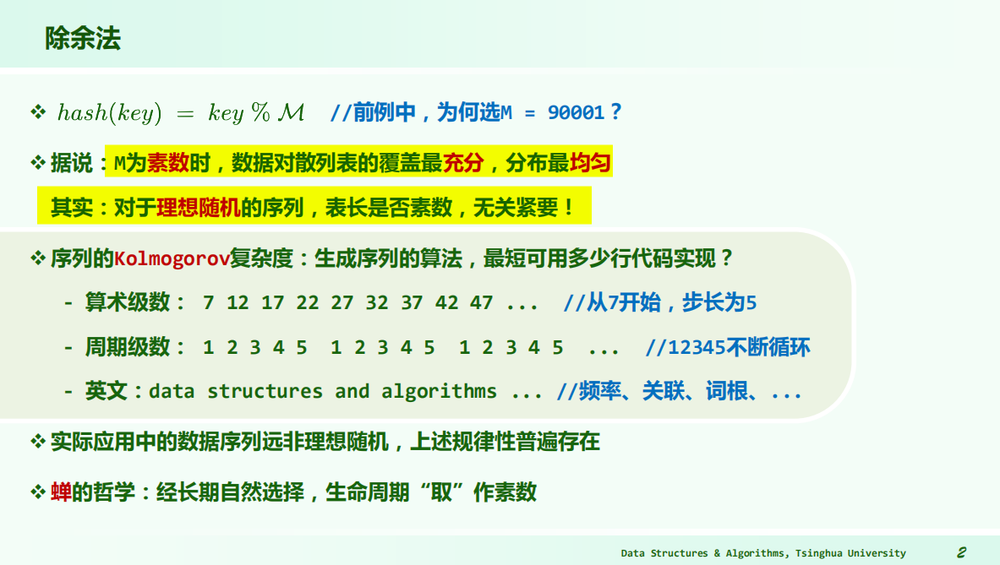 除余法
❖ hash(key) = key % M //前例中，为何选M = 90001？
❖ 据说：M为素数时，数据对散列表的覆盖最充分，分布最均匀
其实：对于理想随机的序列，表长是否素数，无关紧要！
❖ 序列的Kolmogorov复杂度：生成序列的算法，最短可用多少行代码实现？
- 算术级数： 7 12 17 22 27 32 37 42 47 ... //从7开始，步长为5
- 周期级数： 1 2 3 4 5 1 2 3 4 5 1 2 3 4 5 ... //12345不断循环
- 英文：data structures and algorithms ... //频率、关联、词根、...
❖ 实际应用中的数据序列远非理想随机，上述规律性普遍存在
❖ 蝉的哲学：经长期自然选择，生命周期“取”作素数
Data Structures & Algorithms, Tsinghua University 2